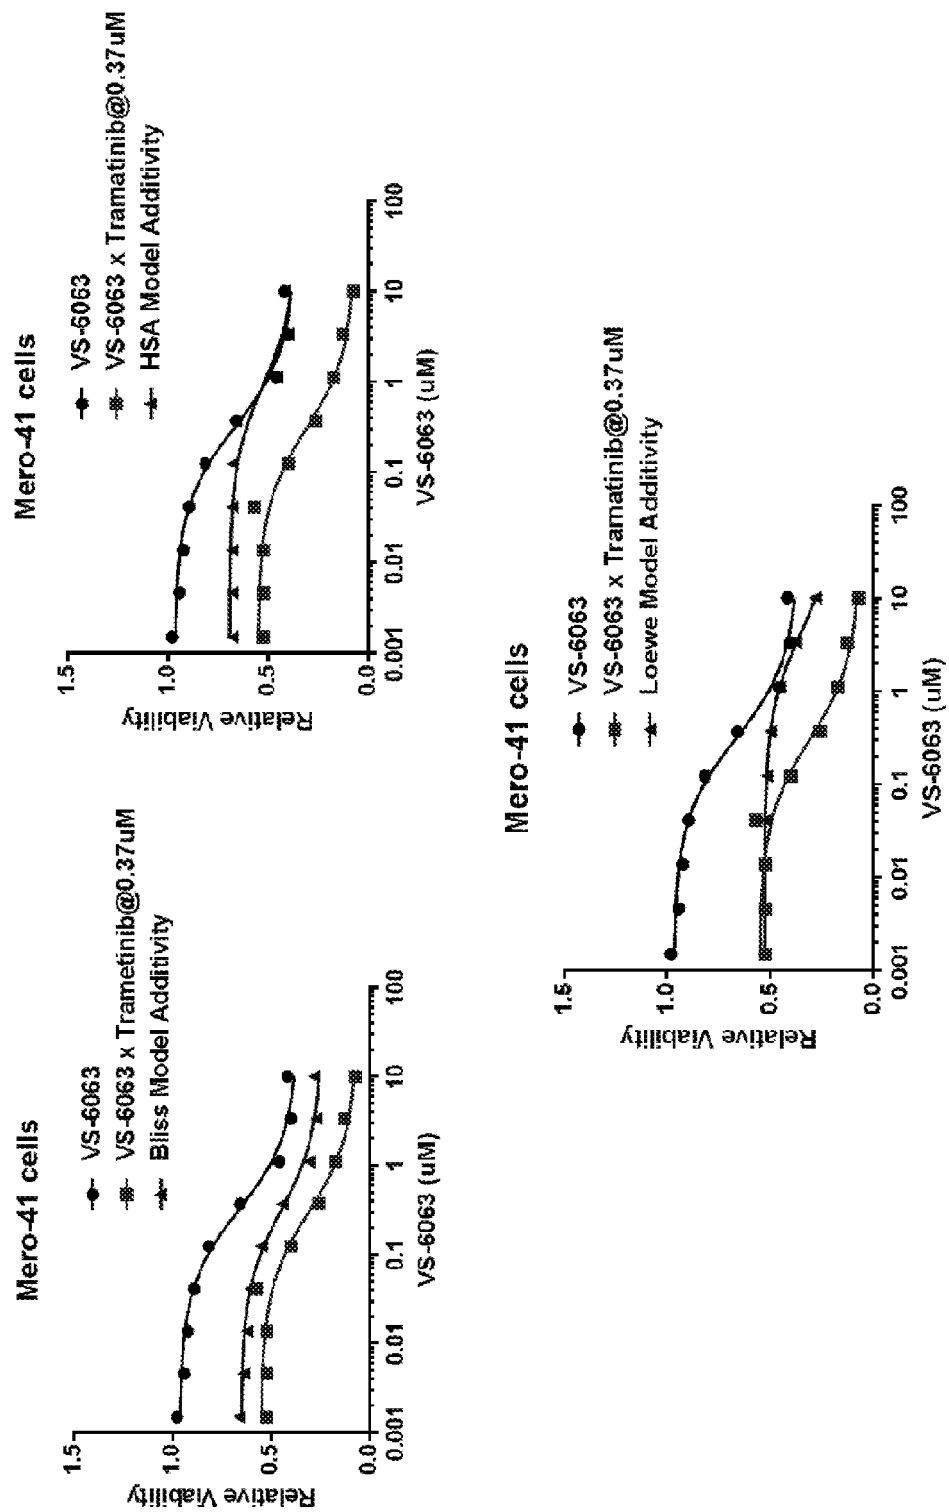 Mero-41 cells
VS-6063
VS-6063 x Trametinib@0.37uM
Bliss Model Additivity
Relative Viability
1.5
1.0
0.5
0.0
0.001
0.01
0.1
1
10
100
VS-6063 (uM)
Mero-41 cells
VS-6063
VS-6063 x Tramatinib@0.37uM
HSA Model Additivity
Relative Viability
1.5
1.0
0.5
0.0
0.001
0.01
0.1
1
10
100
VS-6063 (uM)
Mero-41 cells
VS-6063
VS-6063 x Tramatinib@0.37uM
Loewe Model Additivity
Relative Viability
1.5
1.0
0.5
0.0
0.001
0.01
0.1
1
10
100
VS-6063 (uM)